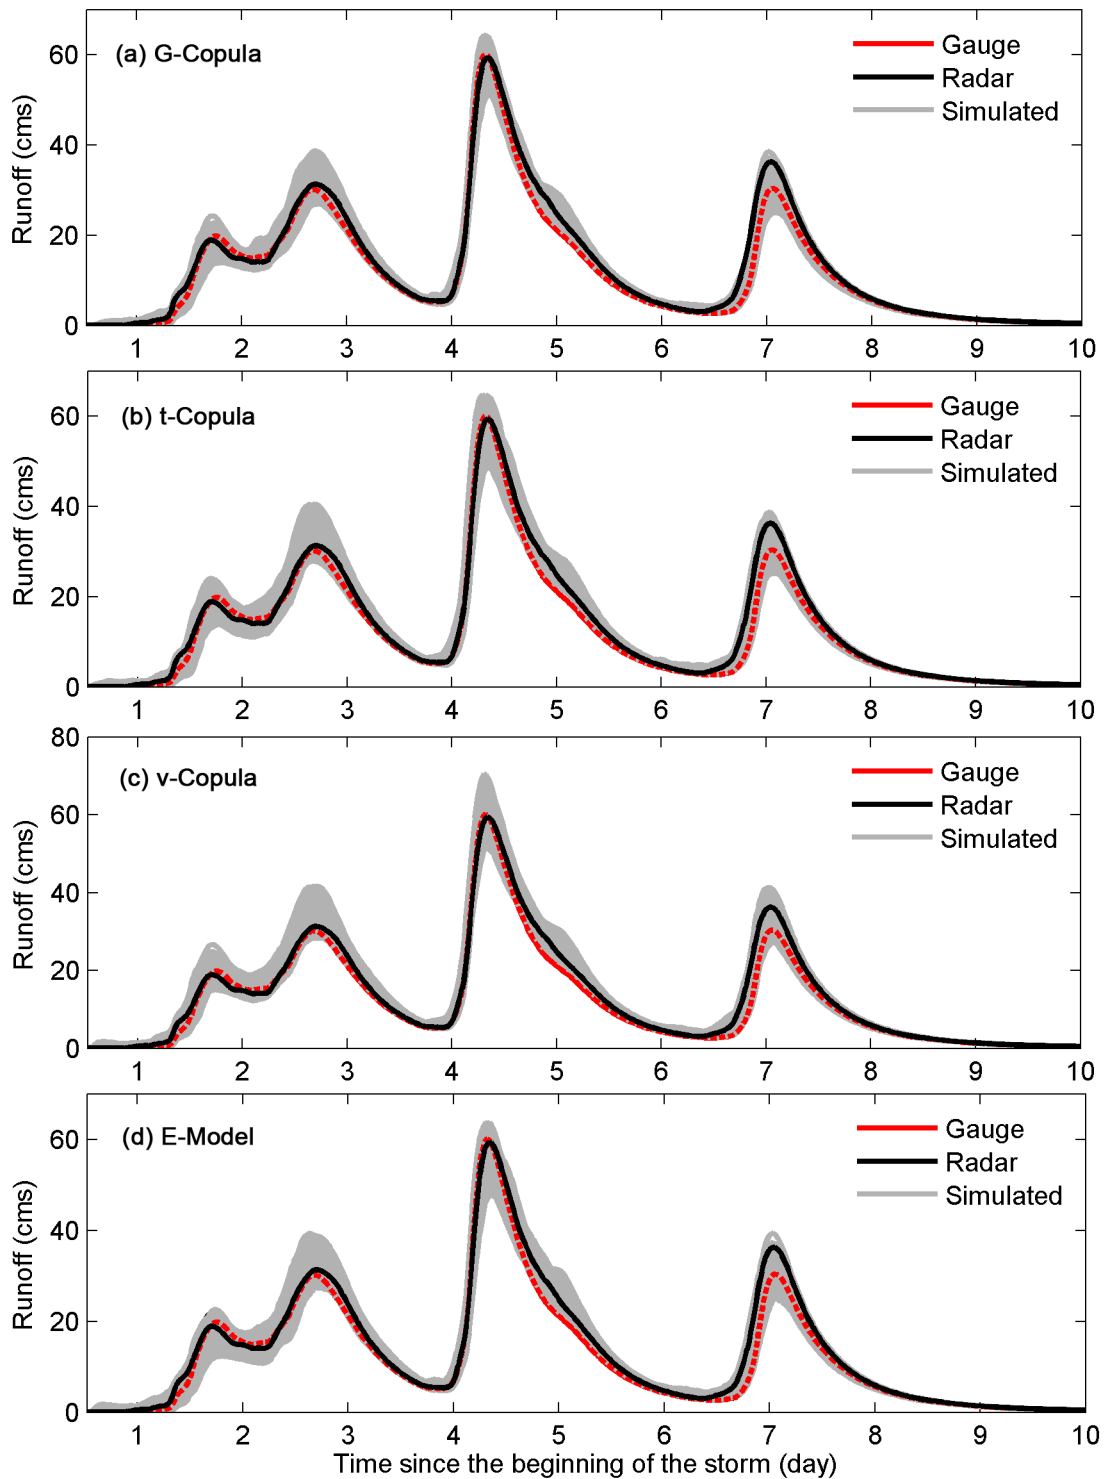 (a) G-Copula
Gauge
Radar
Simulated
Runoff (cms)
60
40
20
0
1 2 3 4 5 6 7 8 9 10
(b) t-Copula
Gauge
Radar
Simulated
Runoff (cms)
60
40
20
0
1 2 3 4 5 6 7 8 9 10
(c) v-Copula
Gauge
Radar
Simulated
Runoff (cms)
80
60
40
20
0
1 2 3 4 5 6 7 8 9 10
(d) E-Model
Gauge
Radar
Simulated
Runoff (cms)
60
40
20
0
1 2 3 4 5 6 7 8 9 10
Time since the beginning of the storm (day)